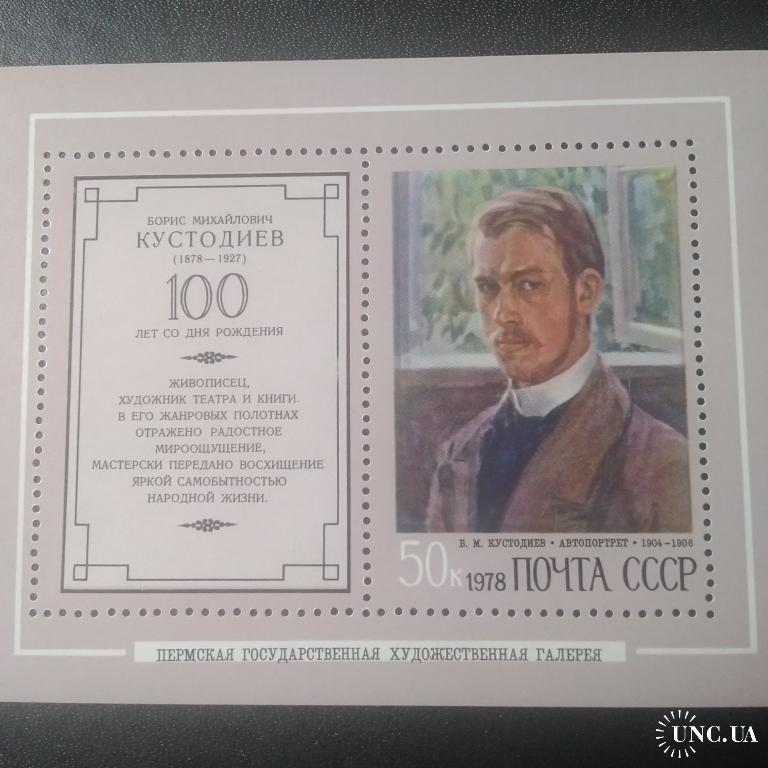 БОРИС МИХАЙЛОВИЧ
КУСТОДИЕВ
(1878—1927)
100
ЛЕТ СО ДНЯ РОЖДЕНИЯ
ЖИВОПИСЕЦ,
ХУДОЖНИК ТЕАТРА И КНИГИ.
В ЕГО ЖАНРОВЫХ ПОЛОТНАХ
ОТРАЖЕНО РАДОСТНОЕ
МИРООЩУЩЕНИЕ,
МАСТЕРСКИ ПЕРЕДАНО ВОСХИЩЕНИЕ
ЯРКОЙ САМОБЫТНОСТЬЮ
НАРОДНОЙ ЖИЗНИ.
Б. М. КУСТОДИЕВ • АВТОПОРТРЕТ • 1904-1906
50к 1978 ПОЧТА СССР
ПЕРМСКАЯ ГОСУДАРСТВЕННАЯ ХУДОЖЕСТВЕННАЯ ГАЛЕРЕЯ
UNC.UA